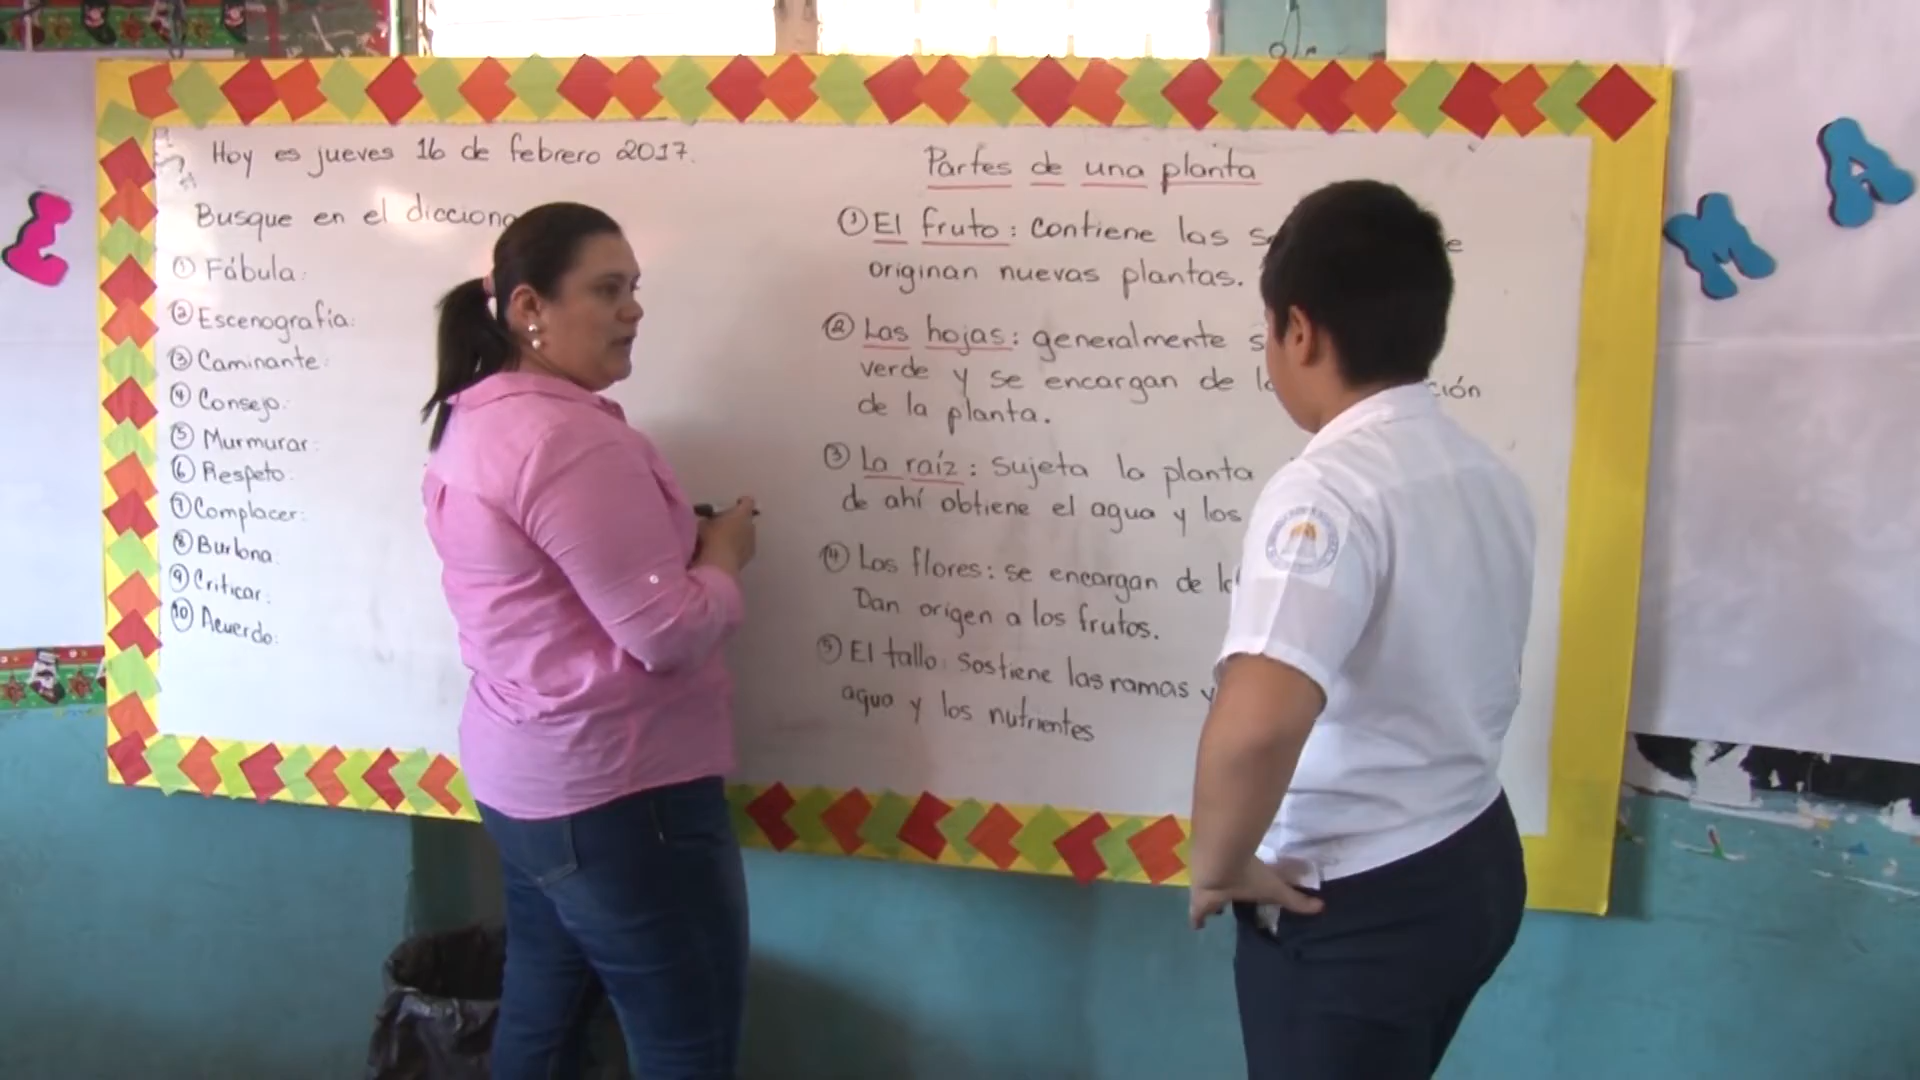 Hoy es jueves 16 de febrero 2017.
Busque en el
① Fábula:
② Escenografía:
③ Caminante:
④ Consejo:
⑤ Murmurar:
⑥ Respeto:
⑦ Complacer:
⑧ Burlona:
⑨ Criticar:
⑩ Acuerdo:
Partes de una planta
① El fruto: contiene las
originan nuevas plantas.
② Las hojas: generalmente
verde y se encargan de
de la planta.
③ La raíz: sujeta la planta
de ahí obtiene el agua y los
④ Las flores: se encargan de
Dan origen a los frutos.
⑤ El tallo: sostiene las ramas y
agua y los nutrientes
M A